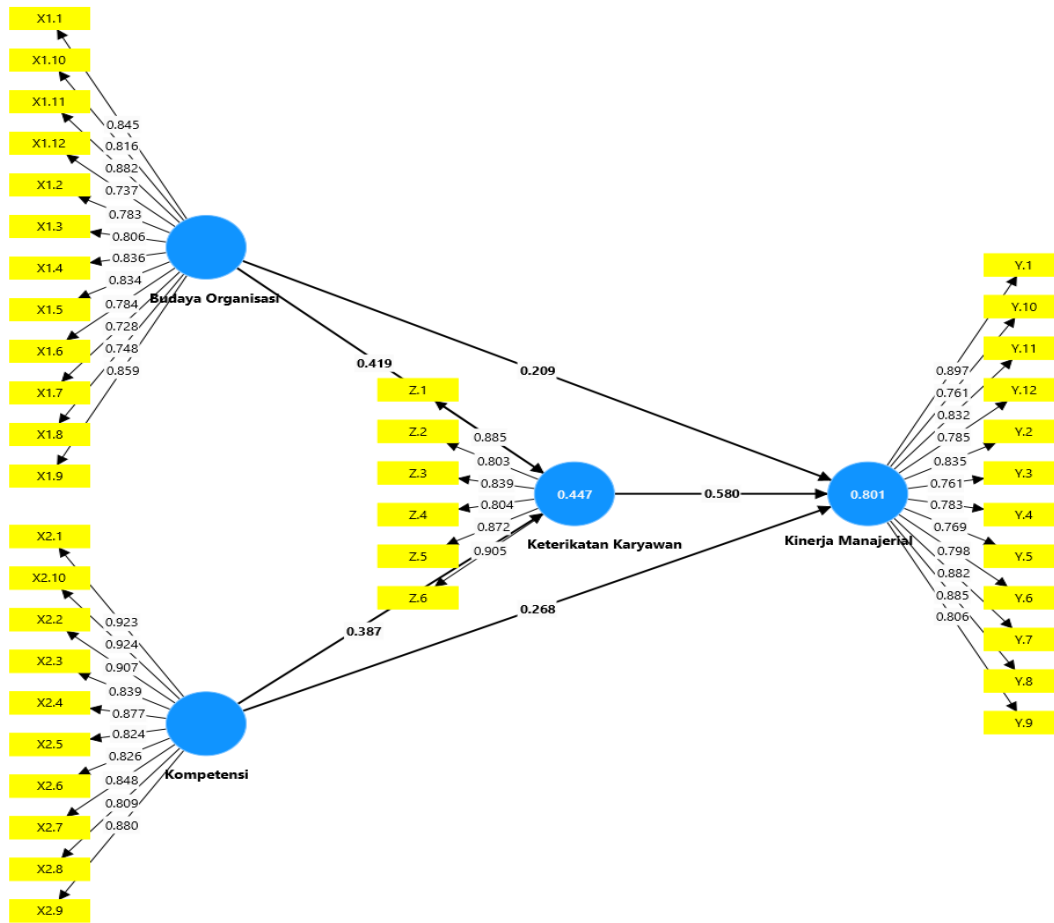 X1.1
X1.10
X1.11
X1.12
X1.2
X1.3
X1.4
X1.5
X1.6
X1.7
X1.8
X1.9
0.845
0.816
0.882
0.737
0.783
0.806
0.836
0.834
0.784
0.728
0.748
0.859
Budaya Organisasi
0.419
0.209
Z.1
Z.2
Z.3
Z.4
Z.5
Z.6
0.885
0.803
0.839
0.804
0.872
0.905
0.447
Keterikatan Karyawan
0.580
0.801
Kinerja Manajerial
0.897
0.761
0.832
0.785
0.835
0.761
0.783
0.769
0.798
0.882
0.885
0.806
Y.1
Y.10
Y.11
Y.12
Y.2
Y.3
Y.4
Y.5
Y.6
Y.7
Y.8
Y.9
X2.1
X2.10
X2.2
X2.3
X2.4
X2.5
X2.6
X2.7
X2.8
X2.9
0.923
0.924
0.907
0.839
0.877
0.824
0.826
0.848
0.809
0.880
Kompetensi
0.387
0.268